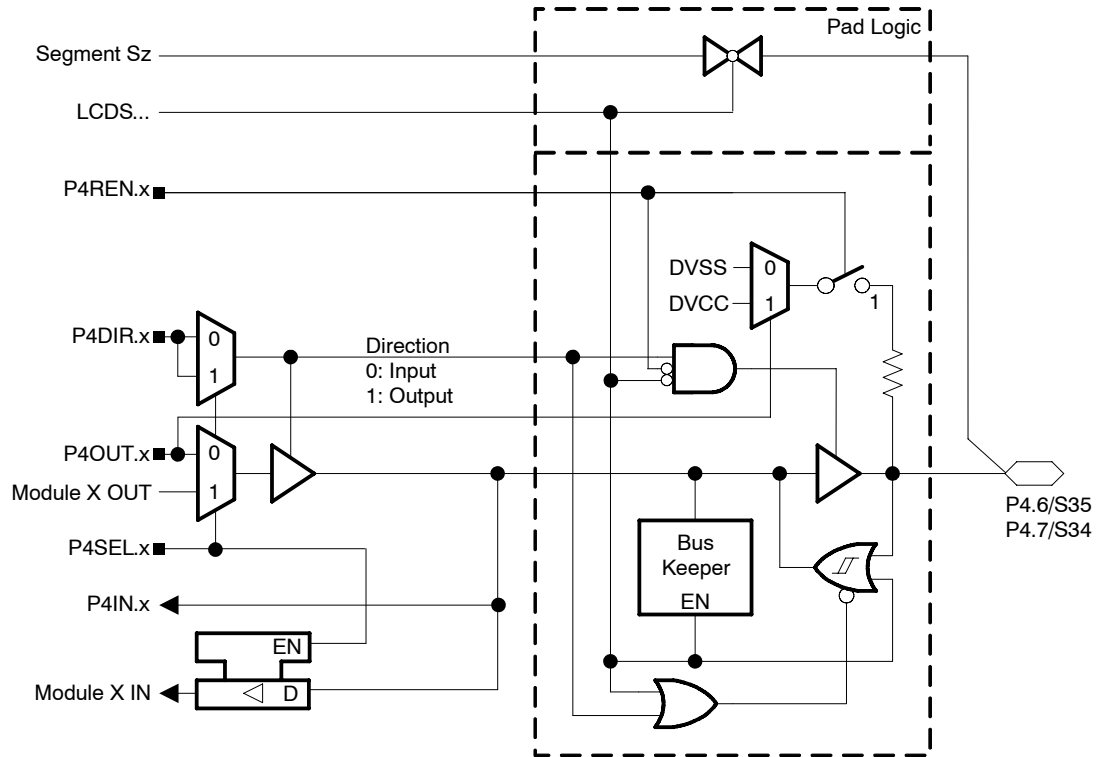 Pad Logic
Segment Sz
LCDS...
P4REN.x
DVSS
0
DVCC
1
1
P4DIR.x
0
1
Direction
0: Input
1: Output
P4OUT.x
0
Module X OUT
1
P4.6/S35
P4.7/S34
P4SEL.x
Bus
Keeper
EN
P4IN.x
EN
Module X IN
D